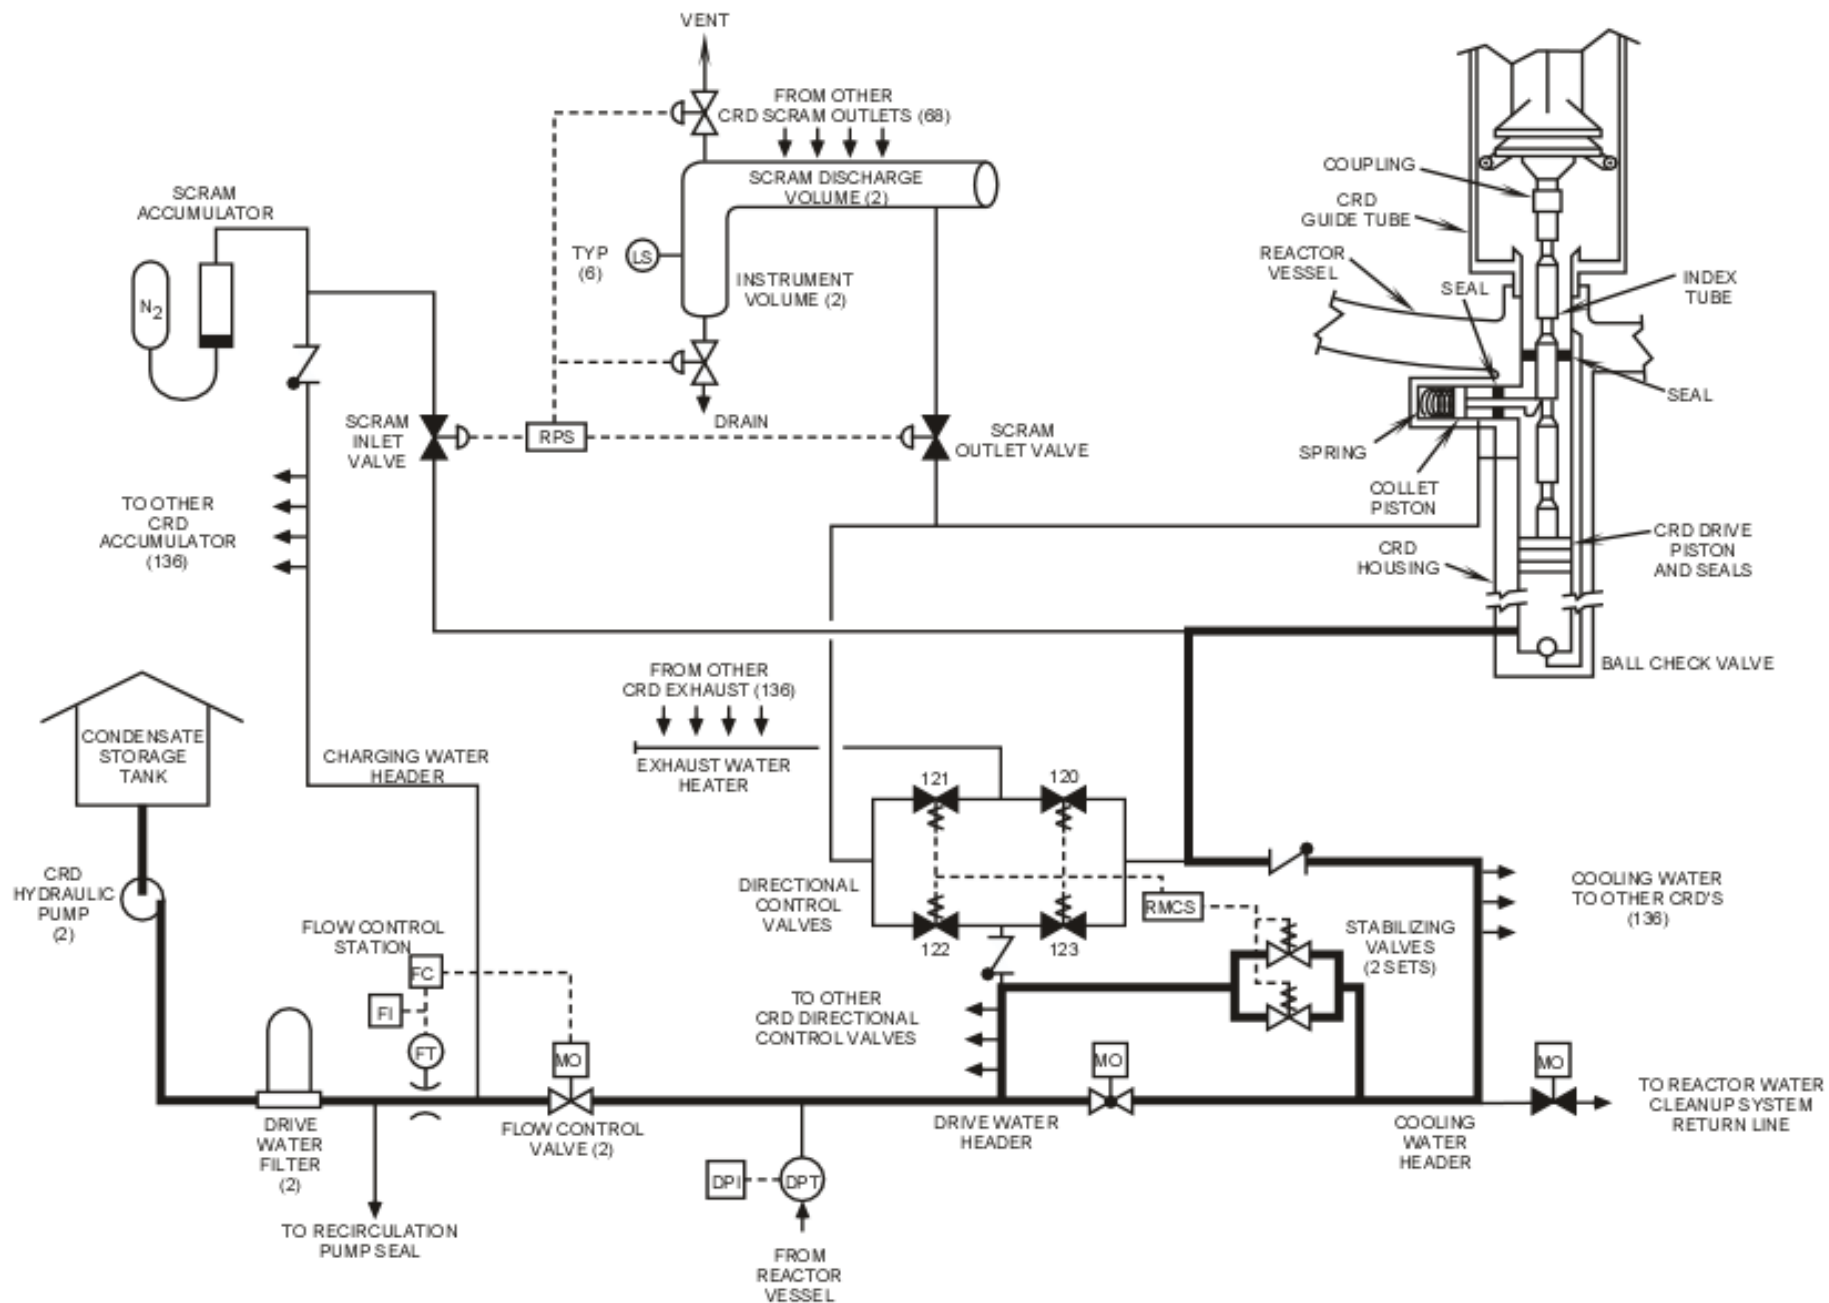 VENT
FROM OTHER
CRD SCRAM OUTLETS (68)
SCRAM DISCHARGE
VOLUME (2)
SCRAM
ACCUMULATOR
N2
TYP
(6)
LS
INSTRUMENT
VOLUME (2)
DRAIN
SCRAM
INLET
VALVE
RPS
SCRAM
OUTLET VALVE
TO OTHER
CRD
ACCUMULATOR
(136)
COUPLING
CRD
GUIDE TUBE
REACTOR
VESSEL
SEAL
INDEX
TUBE
SEAL
SPRING
COLLET
PISTON
CRD
HOUSING
CRD DRIVE
PISTON
AND SEALS
BALL CHECK VALVE
FROM OTHER
CRD EXHAUST (136)
EXHAUST WATER
HEATER
CONDENSATE
STORAGE
TANK
CHARGING WATER
HEADER
121
120
DIRECTIONAL
CONTROL
VALVES
122
123
RMCS
STABILIZING
VALVES
(2 SETS)
COOLING WATER
TO OTHER CRD'S
(136)
CRD
HYDRAULIC
PUMP
(2)
FLOW CONTROL
STATION
FC
FI
FT
MO
TO OTHER
CRD DIRECTIONAL
CONTROL VALVES
MO
MO
TO REACTOR WATER
CLEANUP SYSTEM
RETURN LINE
DRIVE
WATER
FILTER
(2)
FLOW CONTROL
VALVE (2)
DRIVE WATER
HEADER
COOLING
WATER
HEADER
DPI
DPT
TO RECIRCULATION
PUMP SEAL
FROM
REACTOR
VESSEL